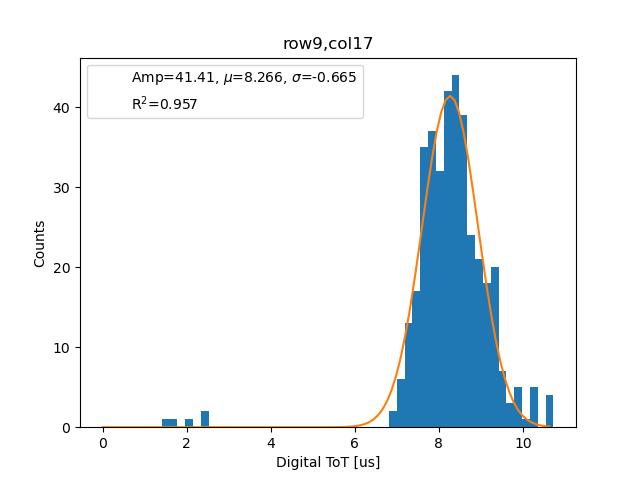 row9,col17
Amp=41.41, μ=8.266, σ=-0.665
R²=0.957
Counts
40
30
20
10
0
0 2 4 6 8 10
Digital ToT [us]